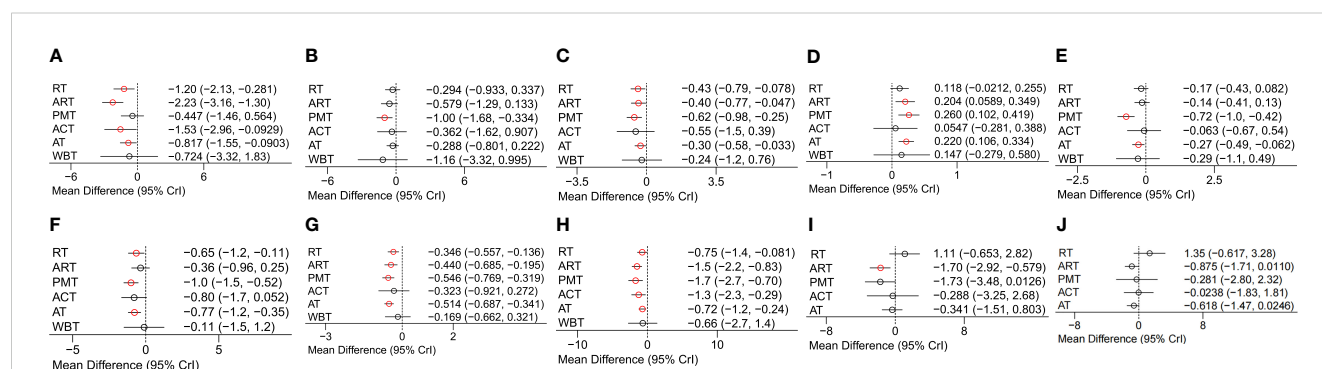 A
RT −1.20 (−2.13, −0.281)
ART −2.23 (−3.16, −1.30)
PMT −0.447 (−1.46, 0.564)
ACT −1.53 (−2.96, −0.0929)
AT −0.817 (−1.55, −0.0903)
WBT −0.724 (−3.32, 1.83)
−6 0 6
Mean Difference (95% CrI)
B
RT −0.294 (−0.933, 0.337)
ART −0.579 (−1.29, 0.133)
PMT −1.00 (−1.68, −0.334)
ACT −0.362 (−1.62, 0.907)
AT −0.288 (−0.801, 0.222)
WBT −1.16 (−3.32, 0.995)
−6 0 6
Mean Difference (95% CrI)
C
RT −0.43 (−0.79, −0.078)
ART −0.40 (−0.77, −0.047)
PMT −0.62 (−0.98, −0.25)
ACT −0.55 (−1.5, 0.39)
AT −0.30 (−0.58, −0.033)
WBT −0.24 (−1.2, 0.76)
−3.5 0 3.5
Mean Difference (95% CrI)
D
RT 0.118 (−0.0212, 0.255)
ART 0.204 (0.0589, 0.349)
PMT 0.260 (0.102, 0.419)
ACT 0.0547 (−0.281, 0.388)
AT 0.220 (0.106, 0.334)
WBT 0.147 (−0.279, 0.580)
−1 0 1
Mean Difference (95% CrI)
E
RT −0.17 (−0.43, 0.082)
ART −0.14 (−0.41, 0.13)
PMT −0.72 (−1.0, −0.42)
ACT −0.063 (−0.67, 0.54)
AT −0.27 (−0.49, −0.062)
WBT −0.29 (−1.1, 0.49)
−2.5 0 2.5
Mean Difference (95% CrI)
F
RT −0.65 (−1.2, −0.11)
ART −0.36 (−0.96, 0.25)
PMT −1.0 (−1.5, −0.52)
ACT −0.80 (−1.7, 0.052)
AT −0.77 (−1.2, −0.35)
WBT −0.11 (−1.5, 1.2)
−5 0 5
Mean Difference (95% CrI)
G
RT −0.346 (−0.557, −0.136)
ART −0.440 (−0.685, −0.195)
PMT −0.546 (−0.769, −0.319)
ACT −0.323 (−0.921, 0.272)
AT −0.514 (−0.687, −0.341)
WBT −0.169 (−0.662, 0.321)
−3 0 2
Mean Difference (95% CrI)
H
RT −0.75 (−1.4, −0.081)
ART −1.5 (−2.2, −0.83)
PMT −1.7 (−2.7, −0.70)
ACT −1.3 (−2.3, −0.29)
AT −0.72 (−1.2, −0.24)
WBT −0.66 (−2.7, 1.4)
−10 0 10
Mean Difference (95% CrI)
I
RT 1.11 (−0.653, 2.82)
ART −1.70 (−2.92, −0.579)
PMT −1.73 (−3.48, 0.0126)
ACT −0.288 (−3.25, 2.68)
AT −0.341 (−1.51, 0.803)
−8 0 8
Mean Difference (95% CrI)
J
RT 1.35 (−0.617, 3.28)
ART −0.875 (−1.71, 0.0110)
PMT −0.281 (−2.80, 2.32)
ACT −0.0238 (−1.83, 1.81)
AT −0.618 (−1.47, 0.0246)
−8 0 8
Mean Difference (95% CrI)